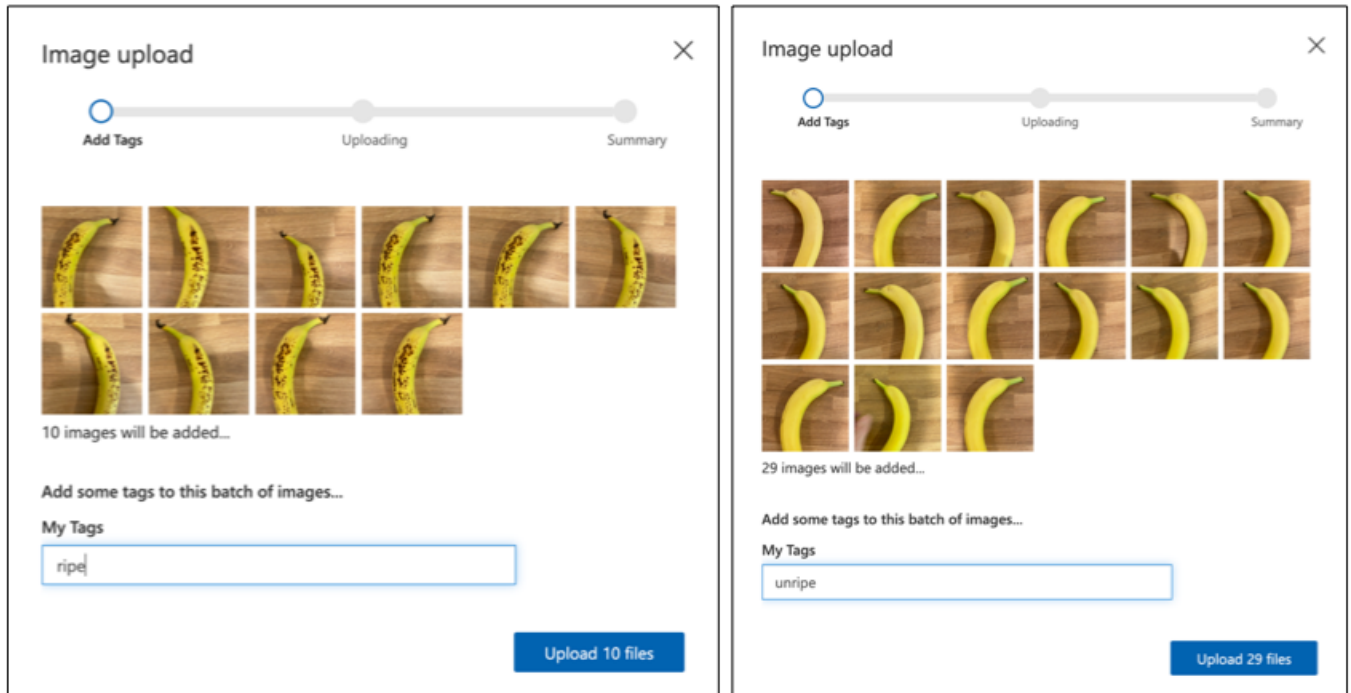 Image upload
Add Tags
Uploading
Summary
10 images will be added...
Add some tags to this batch of images...
My Tags
ripe
Upload 10 files
Image upload
Add Tags
Uploading
Summary
29 images will be added...
Add some tags to this batch of images...
My Tags
unripe
Upload 29 files